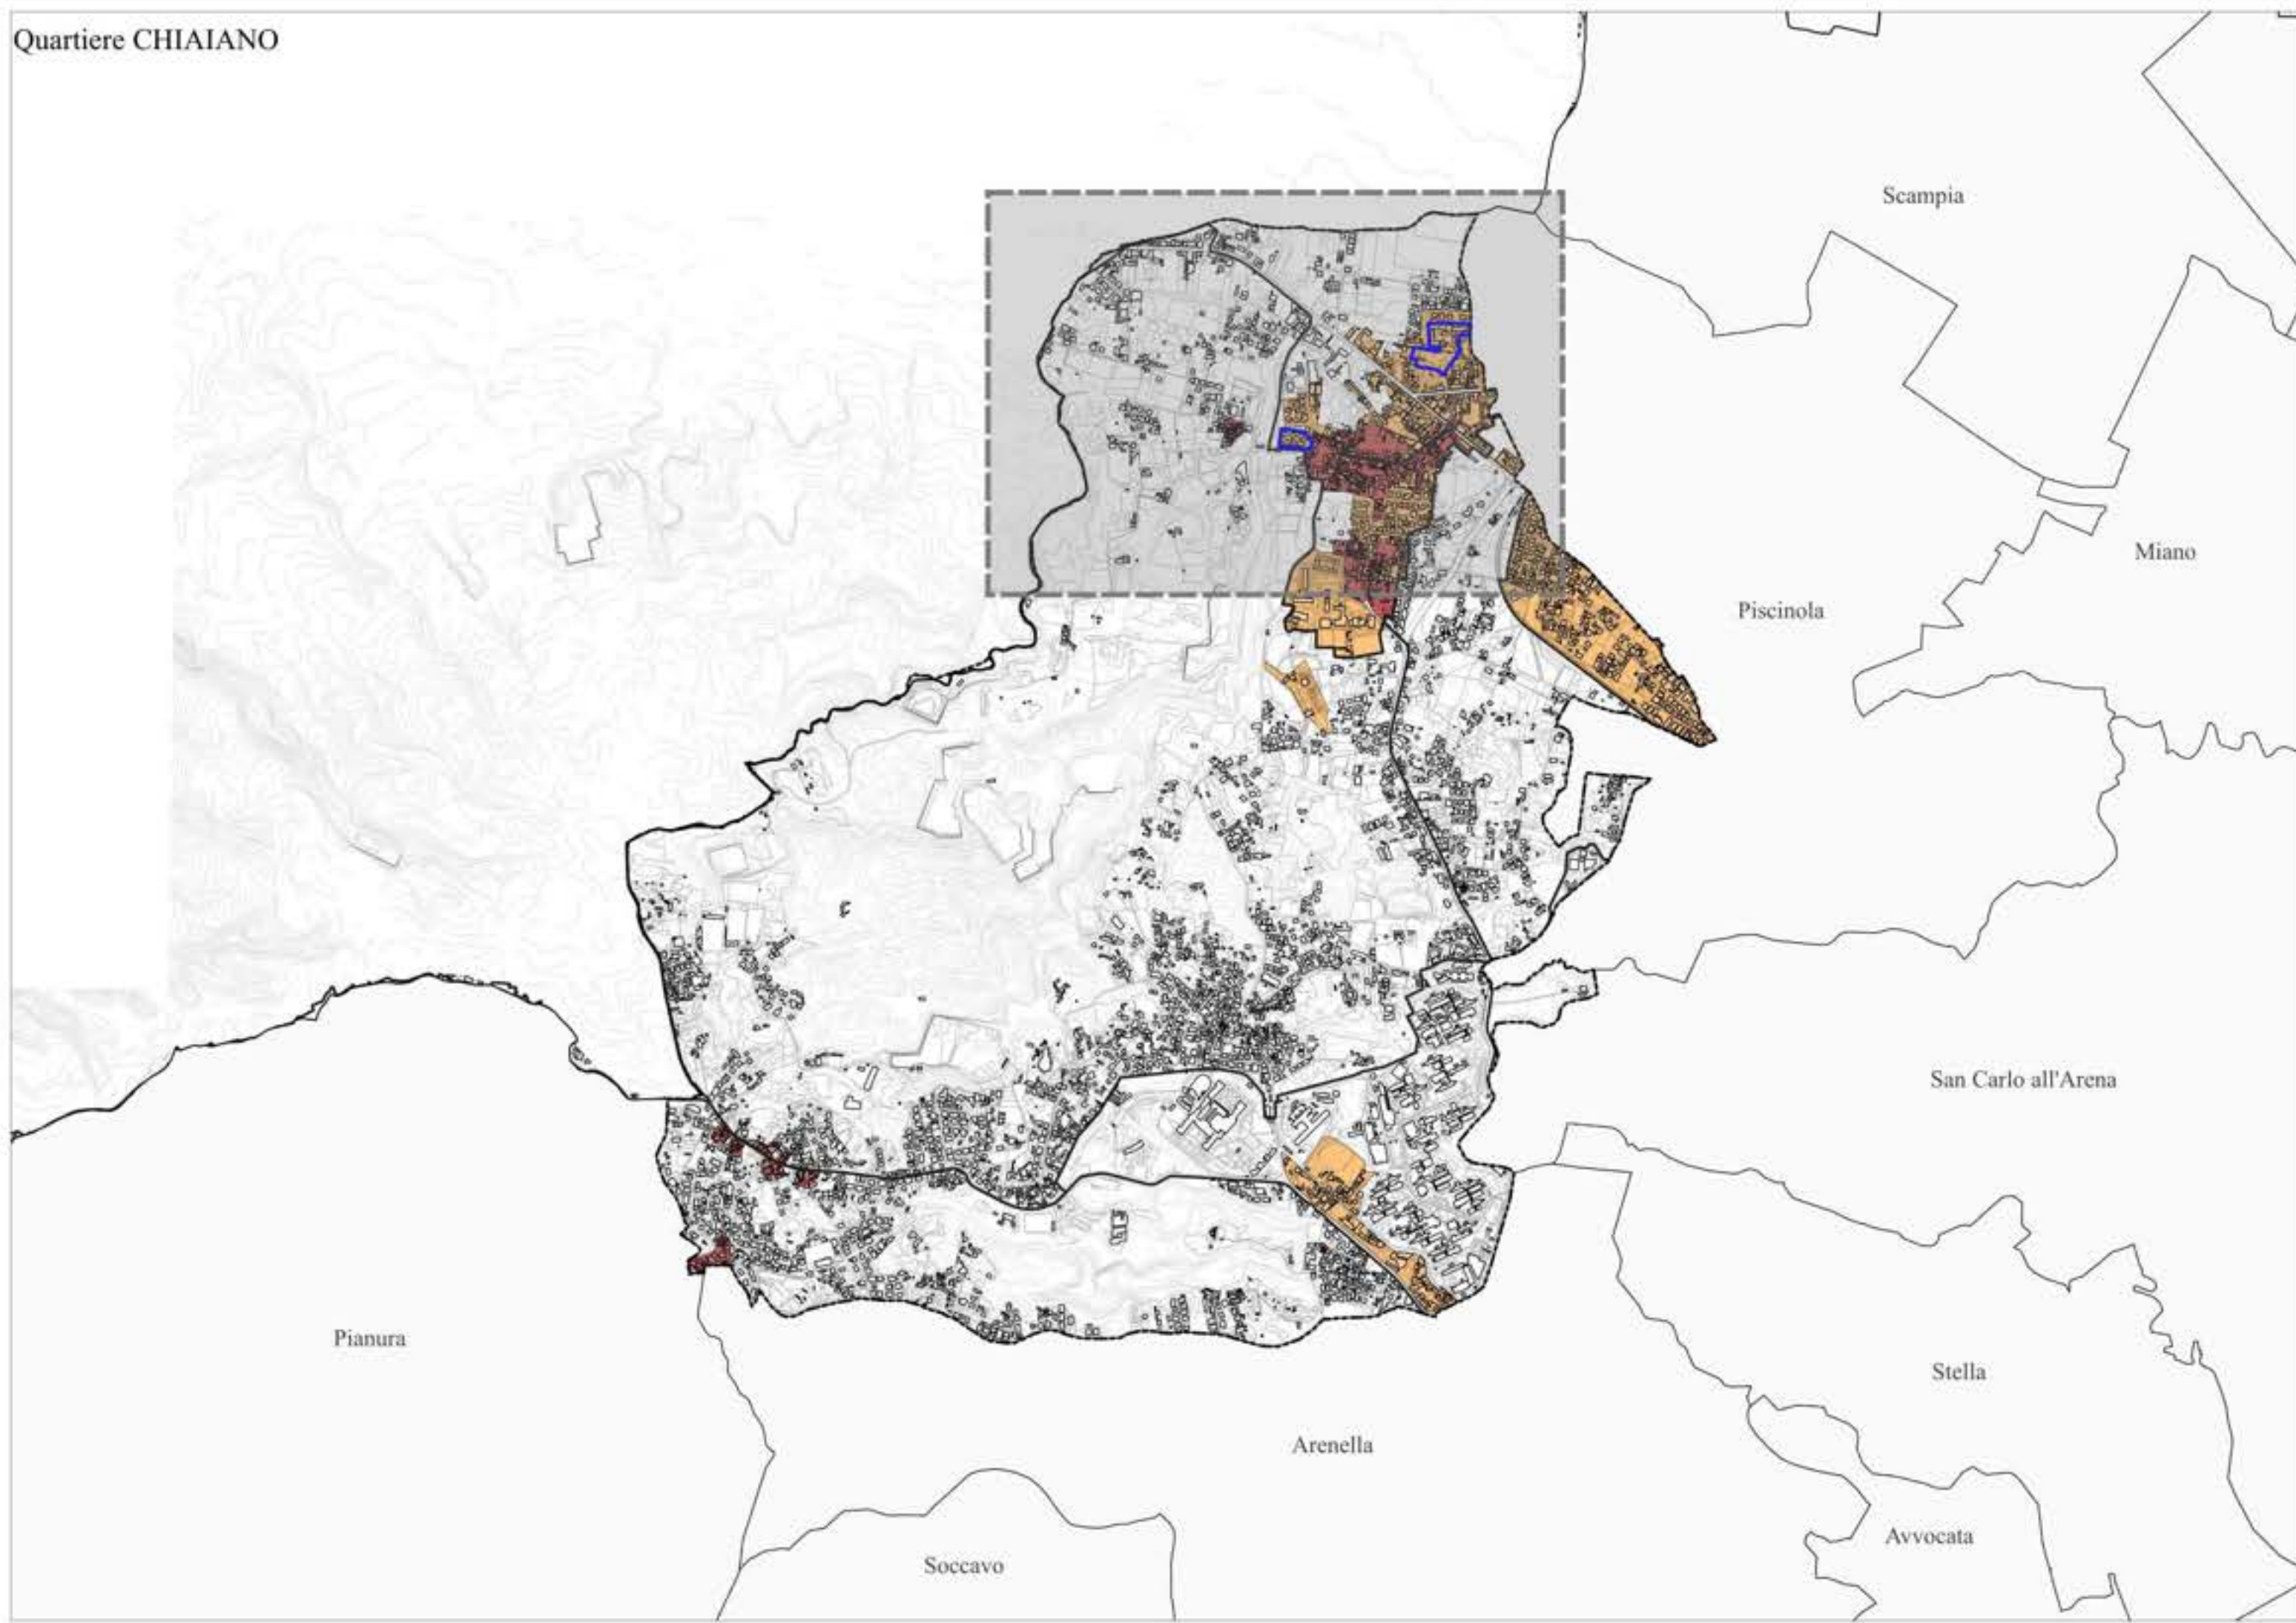 Quartiere CHIAIANO
Scampia
Miano
Piscinola
San Carlo all'Arena
Pianura
Stella
Arenella
Avvocata
Soccavo